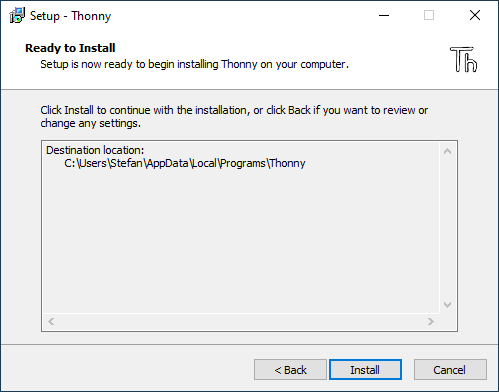 Setup - Thonny
Ready to Install
Setup is now ready to begin installing Thonny on your computer.
Th
Click Install to continue with the installation, or click Back if you want to review or
change any settings.
Destination location:
C:\Users\Stefan\AppData\Local\Programs\Thonny
< Back
Install
Cancel